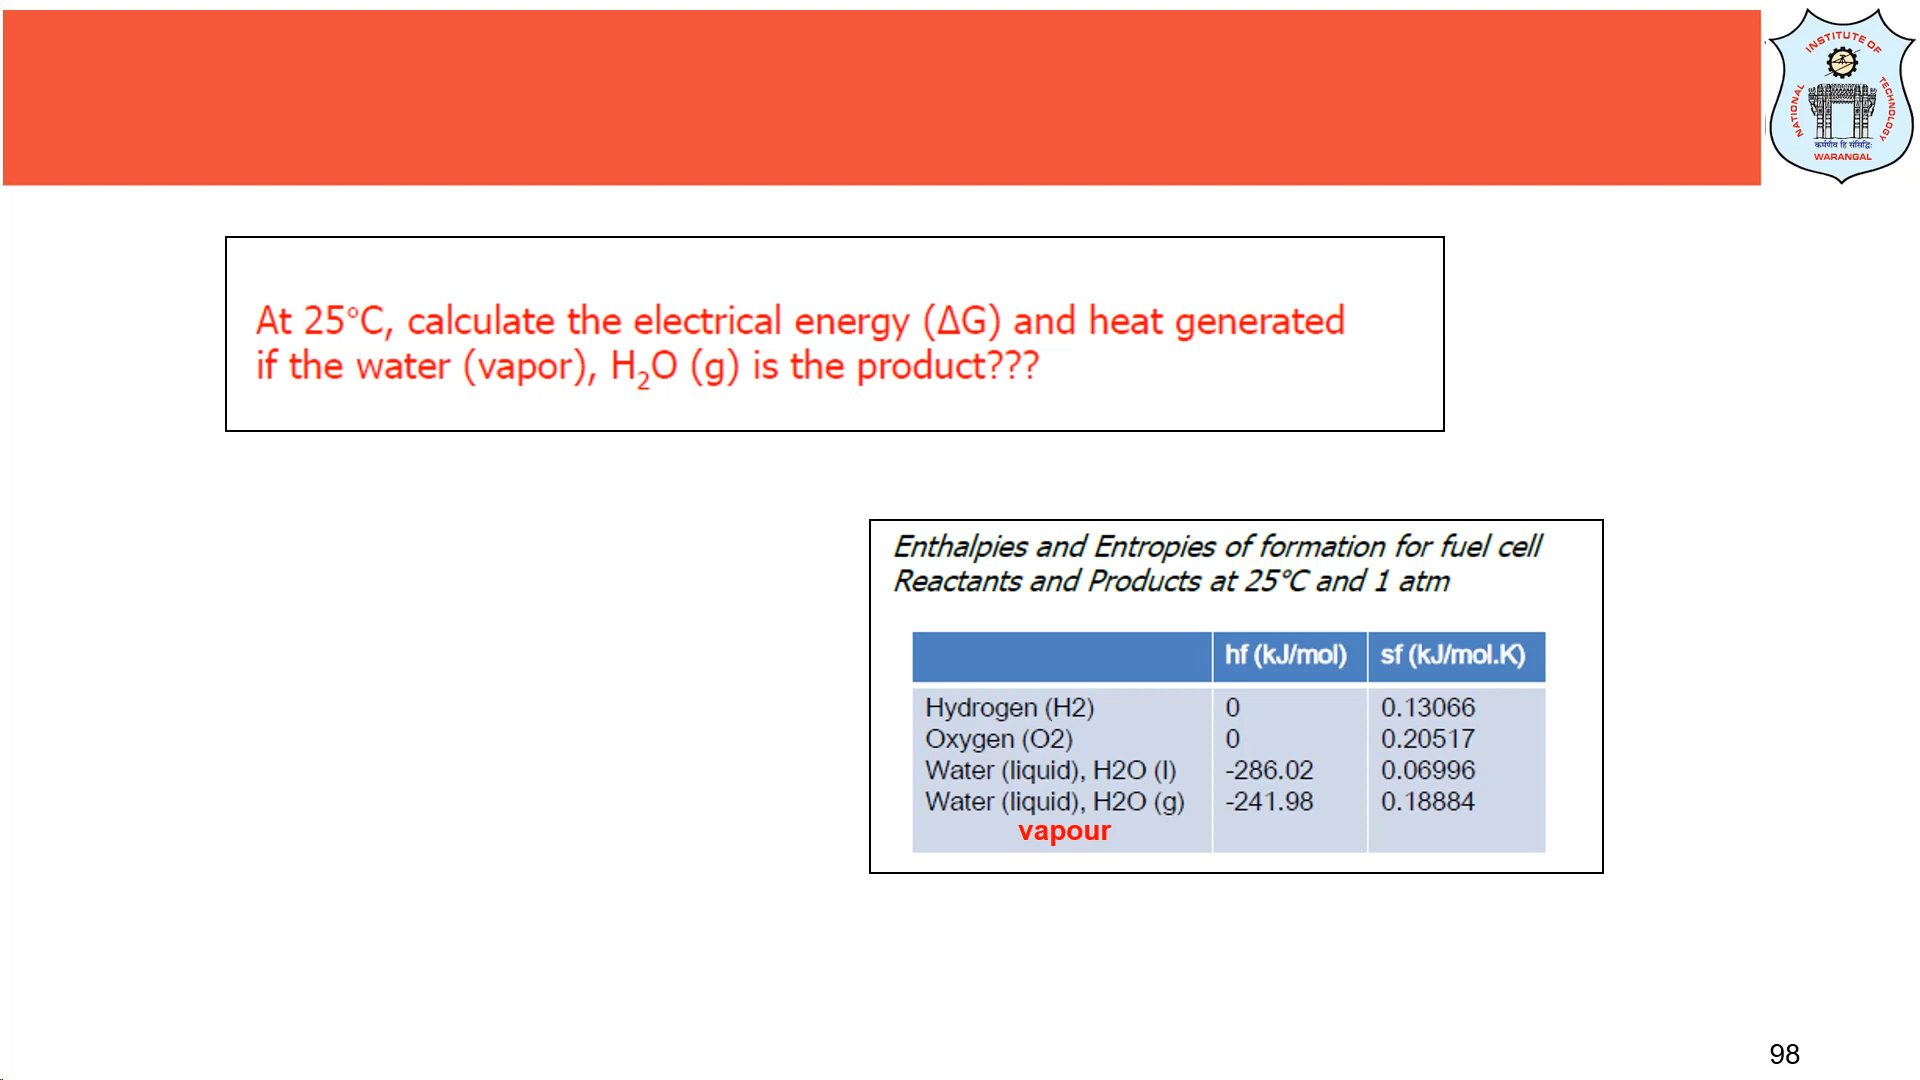 INSTITUTE OF
NATIONAL
TECHNOLOGY
कर्मणैव हि संसिद्धिः
WARANGAL
At 25°C, calculate the electrical energy (ΔG) and heat generated
if the water (vapor), H₂O (g) is the product???
Enthalpies and Entropies of formation for fuel cell
Reactants and Products at 25°C and 1 atm
hf (kJ/mol) sf (kJ/mol.K)
Hydrogen (H2) 0 0.13066
Oxygen (O2) 0 0.20517
Water (liquid), H2O (l) -286.02 0.06996
Water (liquid), H2O (g) -241.98 0.18884
vapour
98